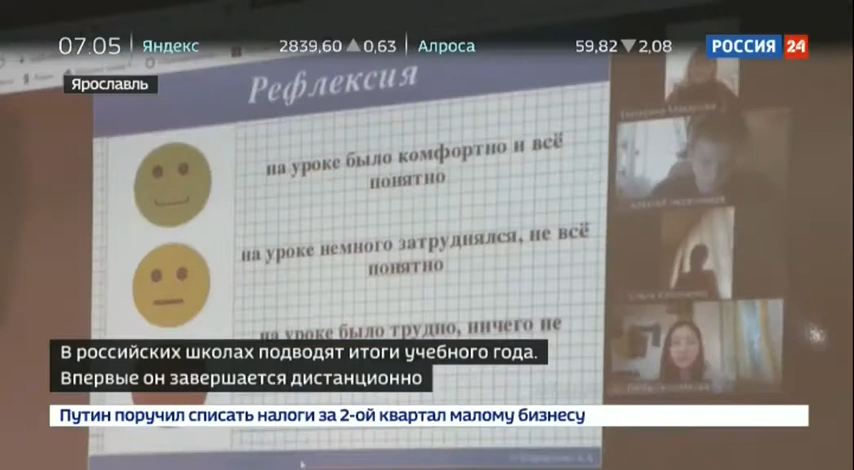 07.05 Яндекс 2839,60 ▲ 0,63 Алроса 59,82 ▼ 2,08 РОССИЯ 24
Ярославль
Рефлексия
на уроке было комфортно и всё
понятно
на уроке немного затруднялся, не всё
понятно
на уроке было трудно, ничего не
В российских школах подводят итоги учебного года.
Впервые он завершается дистанционно
Путин поручил списать налоги за 2-ой квартал малому бизнесу